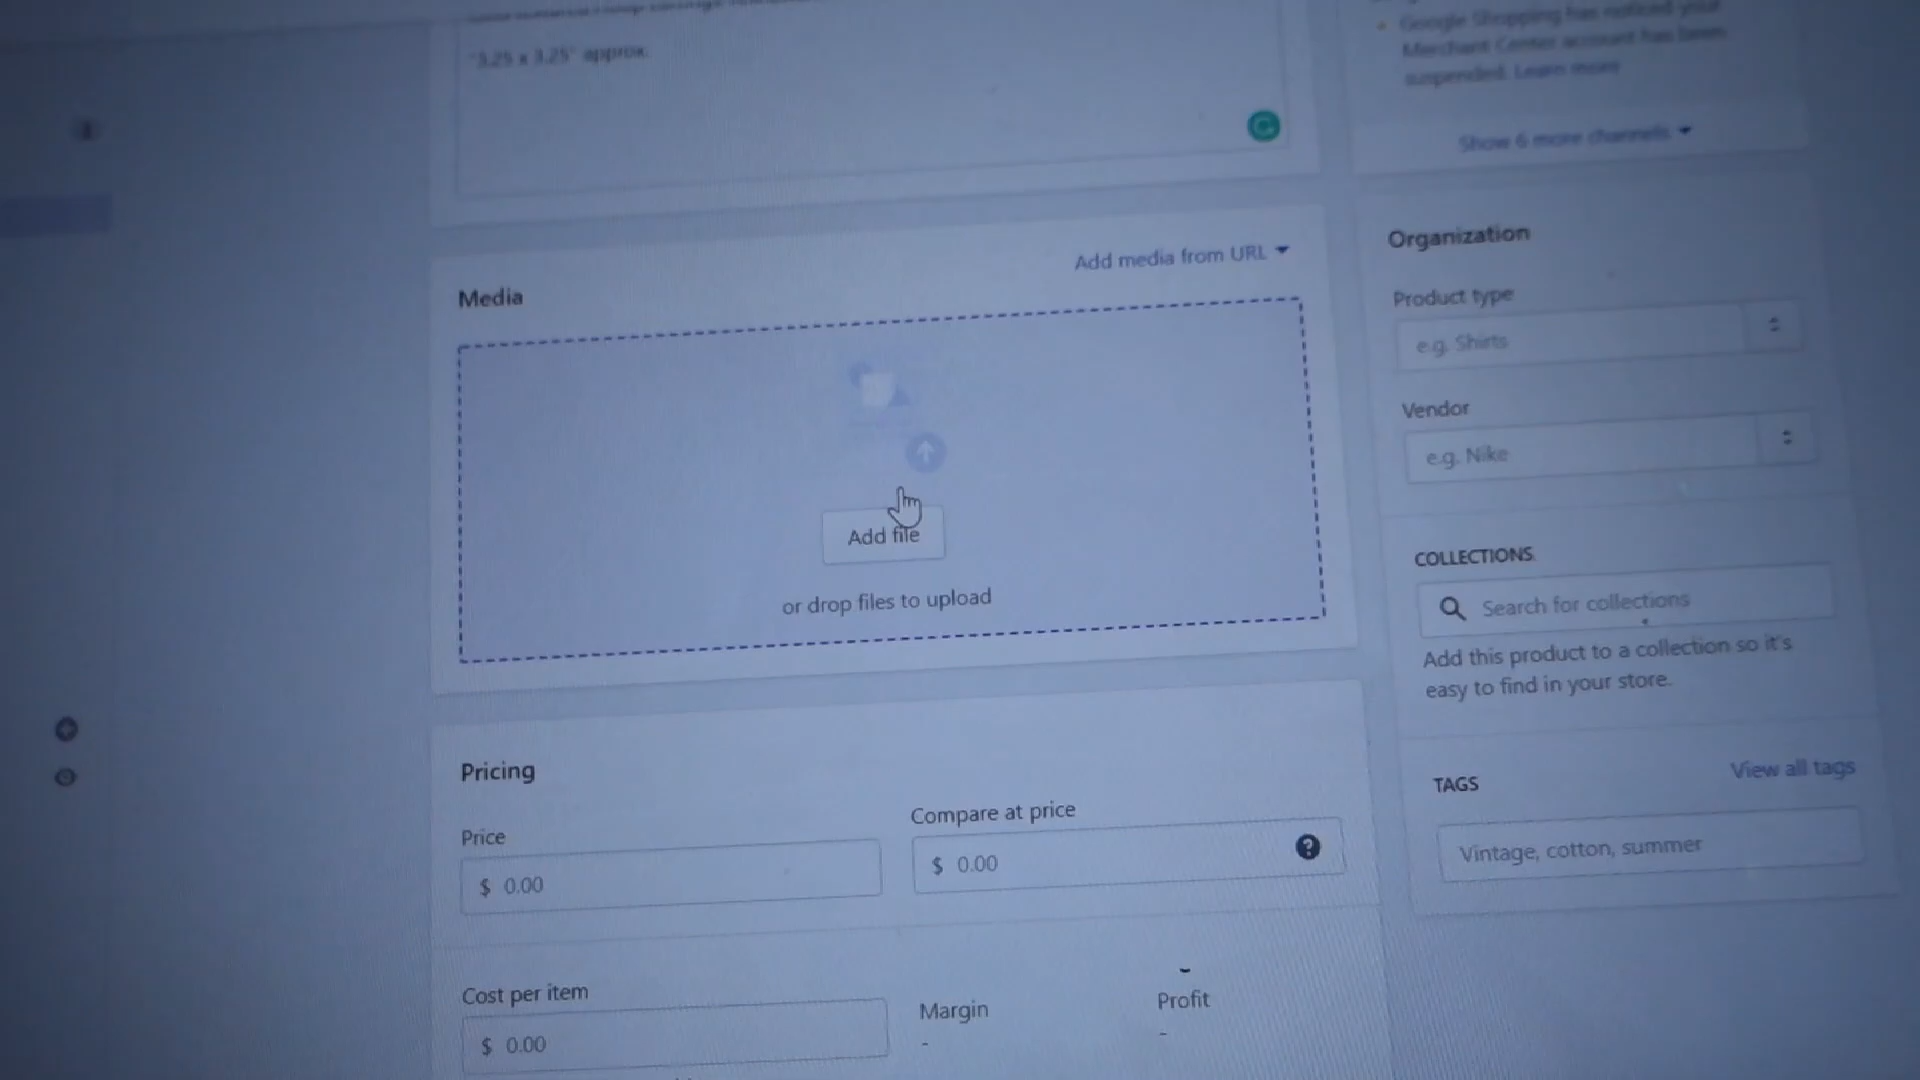 "3.25 x 3.25" approx.
Google Shopping has noticed your
Merchant Center account has been
suspended. Learn more
Show 6 more channels
Add media from URL
Media
Add file
or drop files to upload
Pricing
Price
$ 0.00
Compare at price
$ 0.00
Cost per item
$ 0.00
Margin
-
Profit
-
Organization
Product type
e.g. Shirts
Vendor
e.g. Nike
COLLECTIONS
Search for collections
Add this product to a collection so it's
easy to find in your store.
TAGS
View all tags
Vintage, cotton, summer